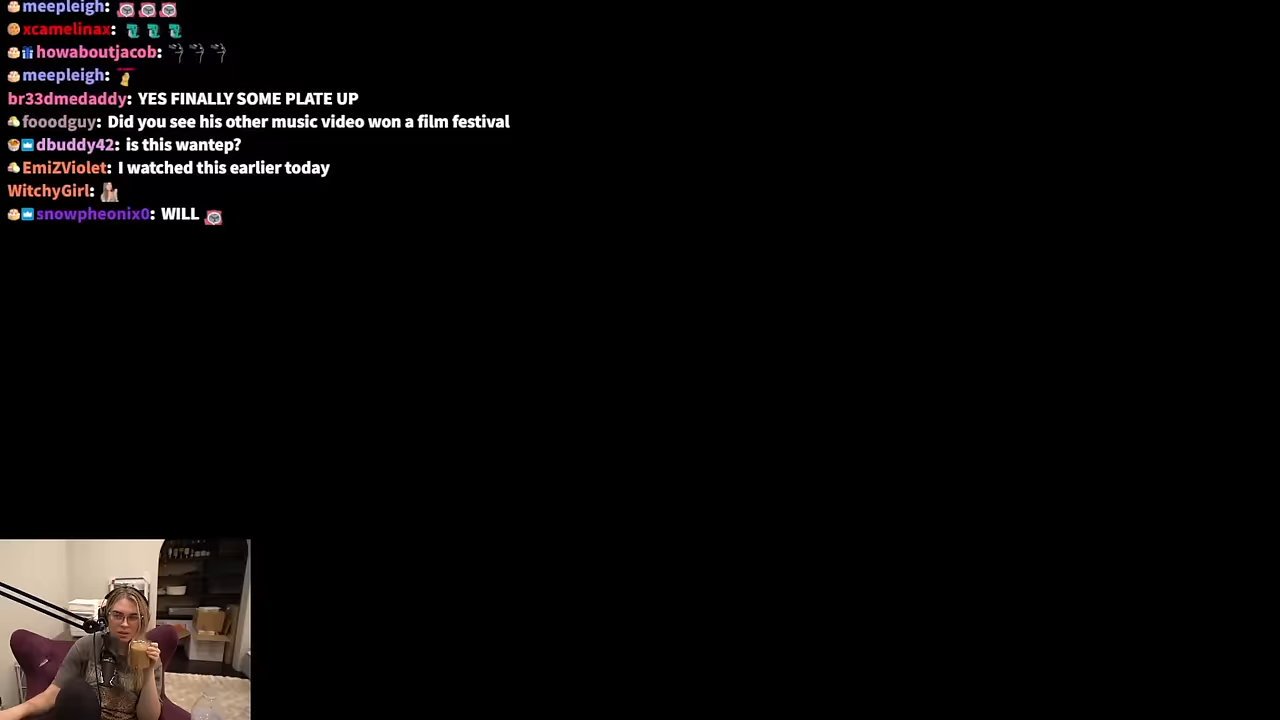 meepleigh:
xcamelinax:
howaboutjacob:
meepleigh:
br33dmedaddy: YES FINALLY SOME PLATE UP
fooodguy: Did you see his other music video won a film festival
dbuddy42: is this wantep?
EmiZViolet: I watched this earlier today
WitchyGirl:
snowpheonix0: WILL